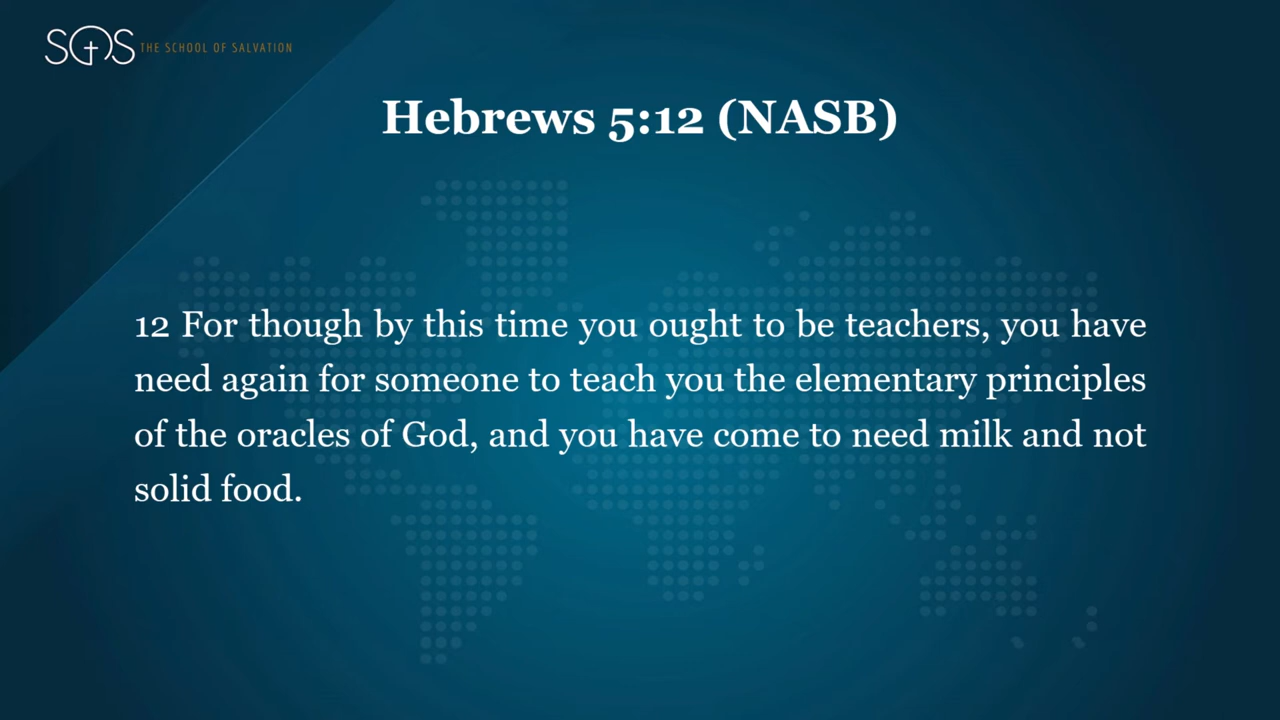 SOS THE SCHOOL OF SALVATION
Hebrews 5:12 (NASB)
12 For though by this time you ought to be teachers, you have
need again for someone to teach you the elementary principles
of the oracles of God, and you have come to need milk and not
solid food.